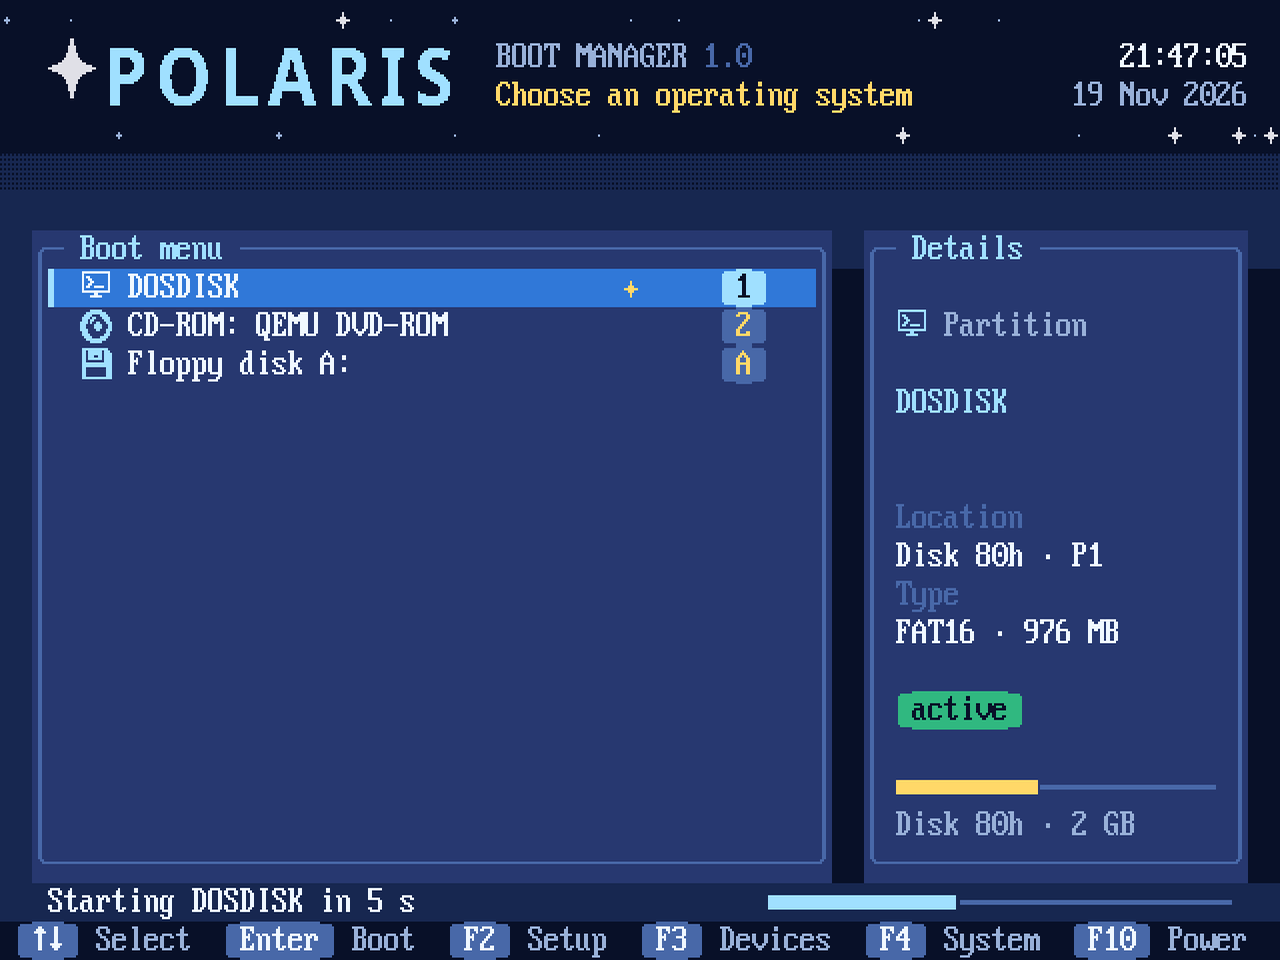 POLARIS
BOOT MANAGER 1.0
Choose an operating system
21:47:05
19 Nov 2026
Boot menu
DOSDISK 1
CD-ROM: QEMU DVD-ROM 2
Floppy disk A: A
Details
Partition
DOSDISK
Location
Disk 80h · P1
Type
FAT16 · 976 MB
active
Disk 80h · 2 GB
Starting DOSDISK in 5 s
↑↓ Select Enter Boot F2 Setup F3 Devices F4 System F10 Power